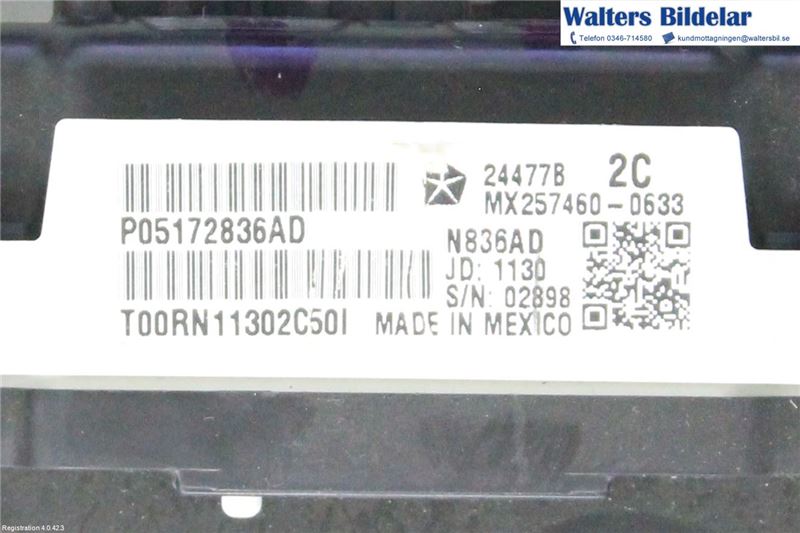 Walters Bildelar
Telefon 0346-714580 kundmottagningen@waltersbil.se
24477B 2C
MX257460-0633
P05172836AD
N836AD
JD: 1130
S/N: 02898
T00RN11302C50I MADE IN MEXICO
Registration 4.0.42.3